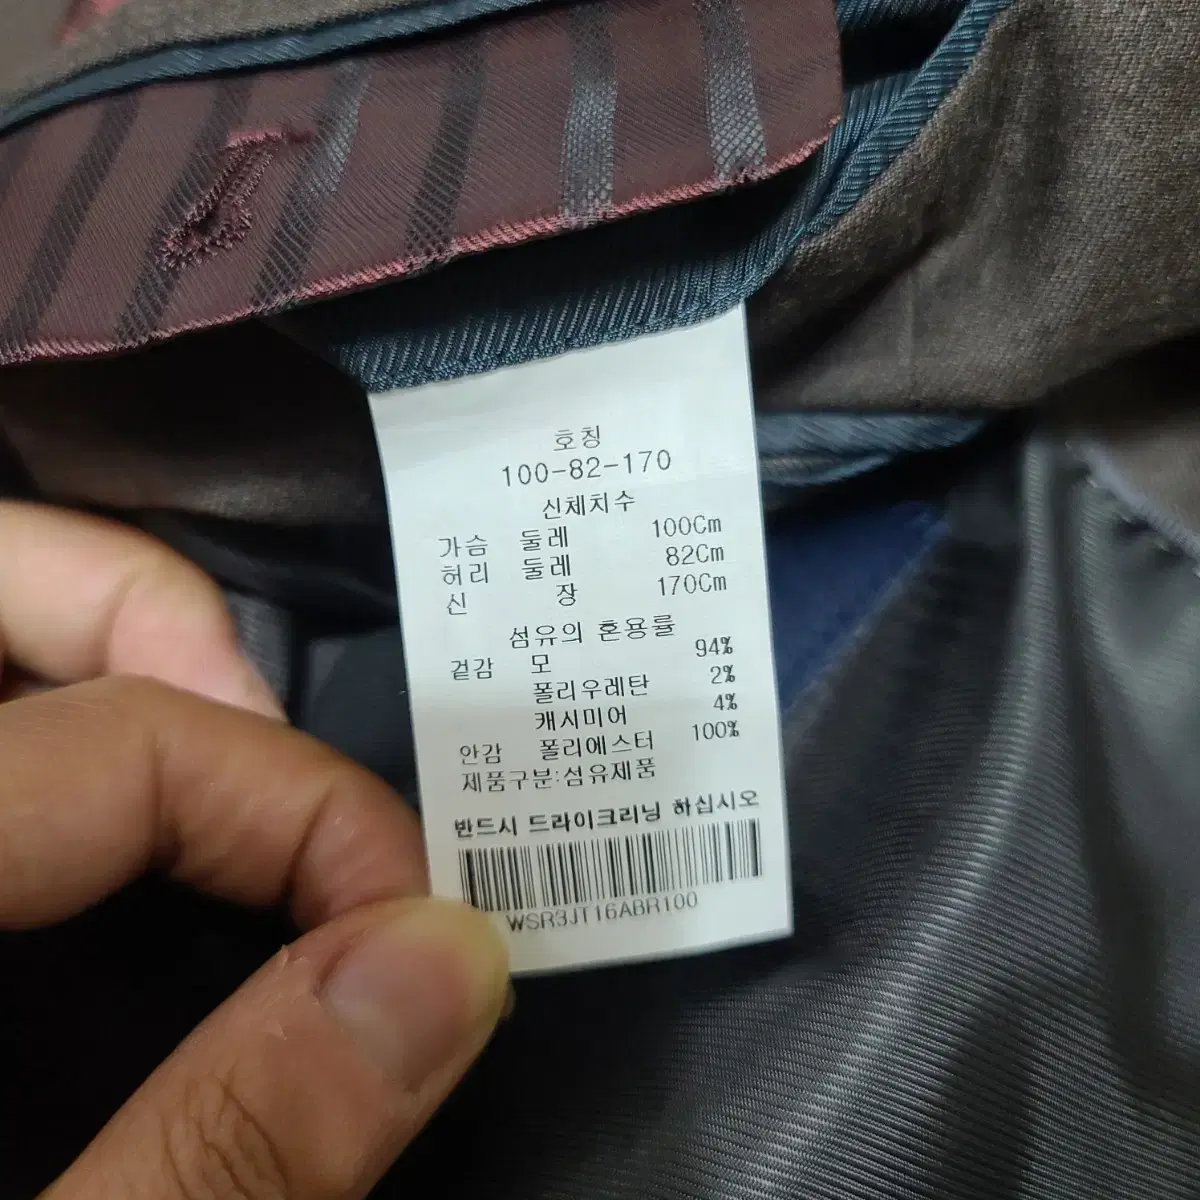 호칭
100-82-170
신체치수
가슴 둘레 100Cm
허리 둘레 82Cm
신 장 170Cm
섬유의 혼용률
겉감 모 94%
폴리우레탄 2%
캐시미어 4%
안감 폴리에스터 100%
제품구분:섬유제품
반드시 드라이크리닝 하십시오
WSR3JT16ABR100